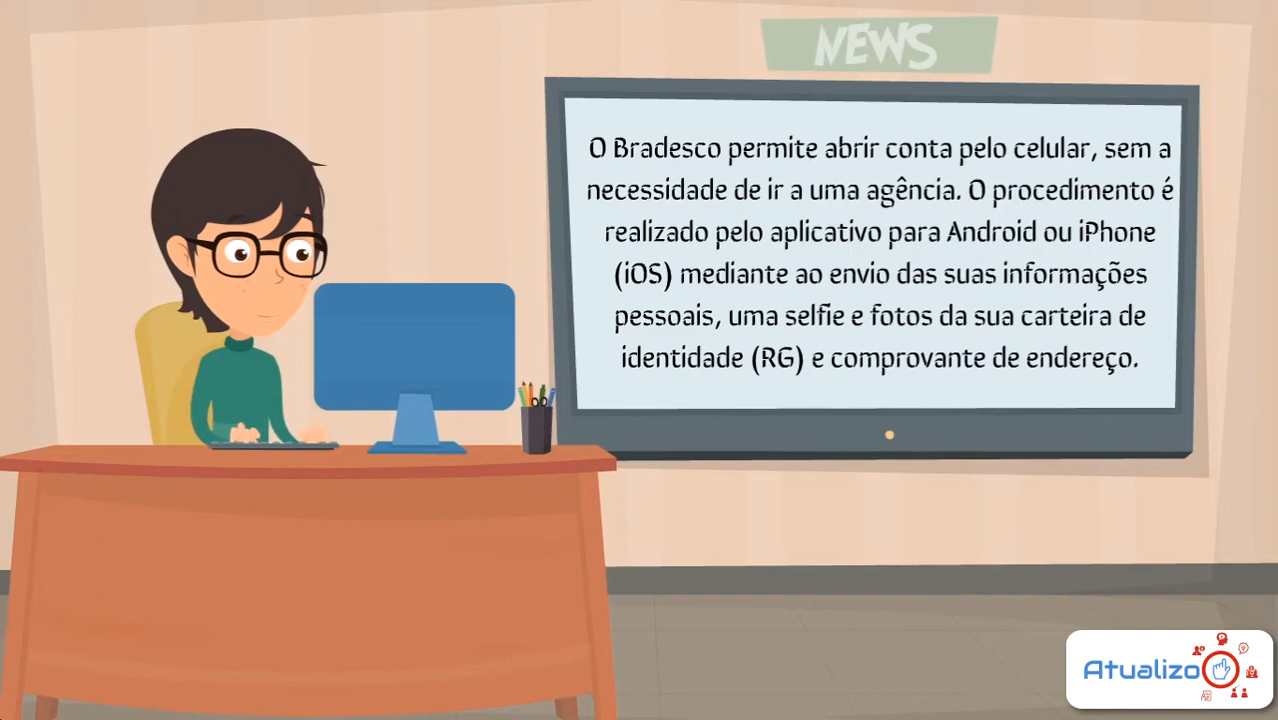 NEWS
O Bradesco permite abrir conta pelo celular, sem a
necessidade de ir a uma agência. O procedimento é
realizado pelo aplicativo para Android ou iPhone
(iOS) mediante ao envio das suas informações
pessoais, uma selfie e fotos da sua carteira de
identidade (RG) e comprovante de endereço.
Atualizo